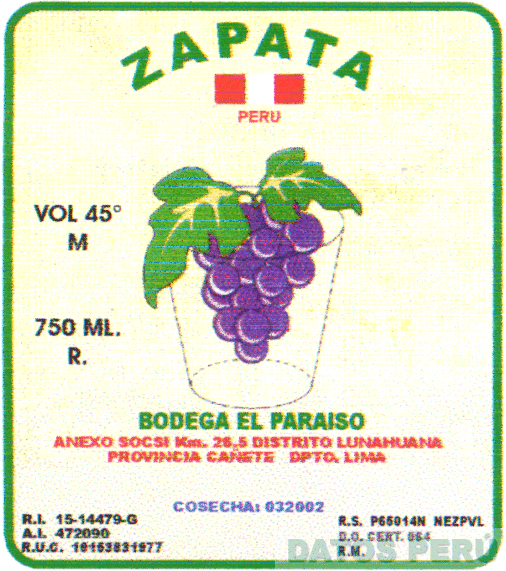 ZAPATA
PERU
VOL 45°
M
750 ML.
R.
BODEGA EL PARAISO
ANEXO SOCSI Km. 26,5 DISTRITO LUNAHUANA
PROVINCIA CAÑETE DPTO. LIMA
COSECHA: 032002
R.I. 15-14479-G
A.I. 472090
R.U.C. 10153831977
R.S. P65014N NEZPVL
D.O. CERT. 064
R.M.
DATOS PERÚ